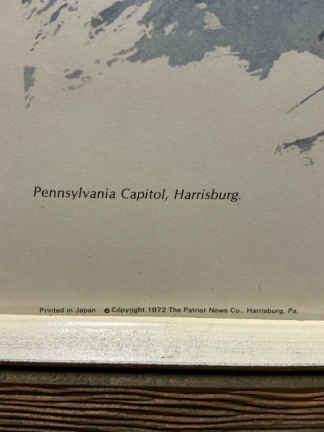 Pennsylvania Capitol, Harrisburg.
Printed in Japan © Copyright 1972 The Patriot News Co., Harrisburg, Pa.